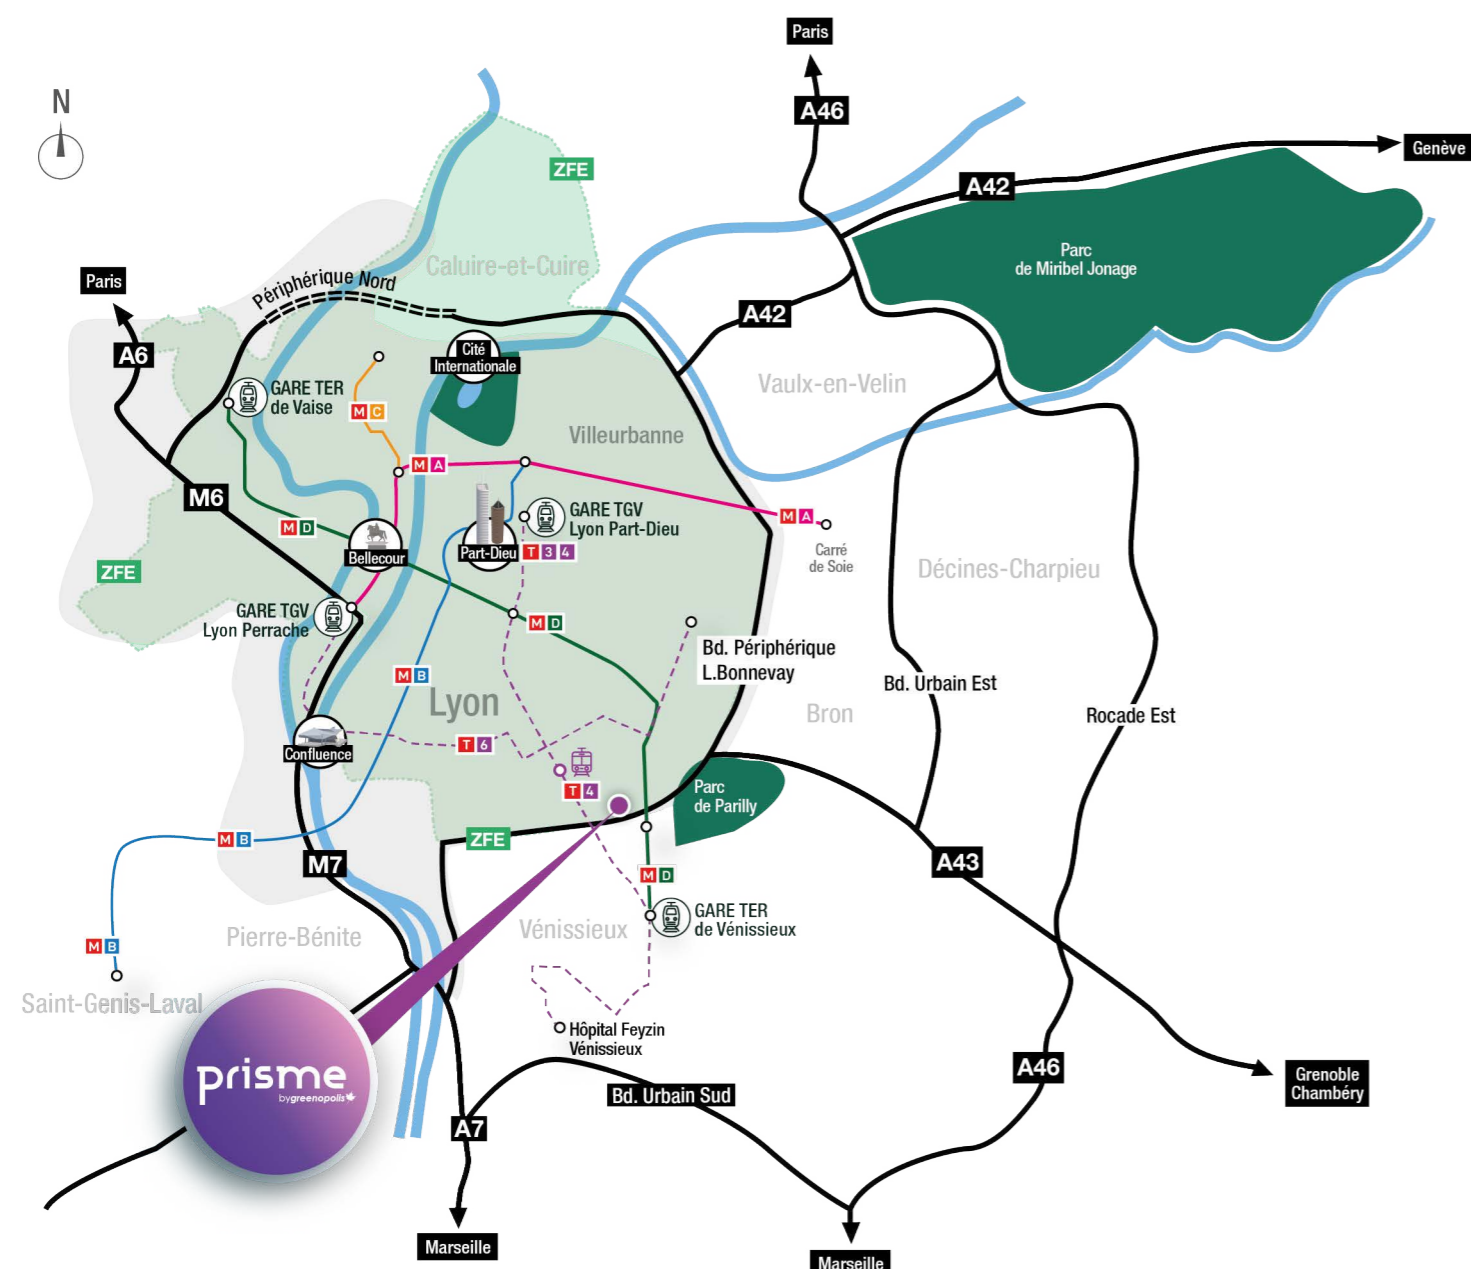 Paris
N
A46
Genève
ZFE
A42
Parc
de Miribel Jonage
Caluire-et-Cuire
Périphérique Nord
Paris
A42
A6
Cité
Internationale
Vaulx-en-Velin
GARE TER
de Vaise
M C
Villeurbanne
M A
M6
GARE TGV
Lyon Part-Dieu
M D
M A
Bellecour
Part-Dieu
T 3 4
Carré
de Soie
Décines-Charpieu
ZFE
GARE TGV
Lyon Perrache
M D
Bd. Périphérique
L.Bonnevay
M B
Lyon
Bd. Urbain Est
Bron
Rocade Est
T 6
Confluence
T 4
Parc
de Parilly
ZFE
M B
M7
A43
M D
GARE TER
de Vénissieux
Vénissieux
Pierre-Bénite
M B
Saint-Genis-Laval
Hôpital Feyzin
Vénissieux
prisme
bygreenopolis
A46
Grenoble
Chambéry
Bd. Urbain Sud
A7
Marseille
Marseille